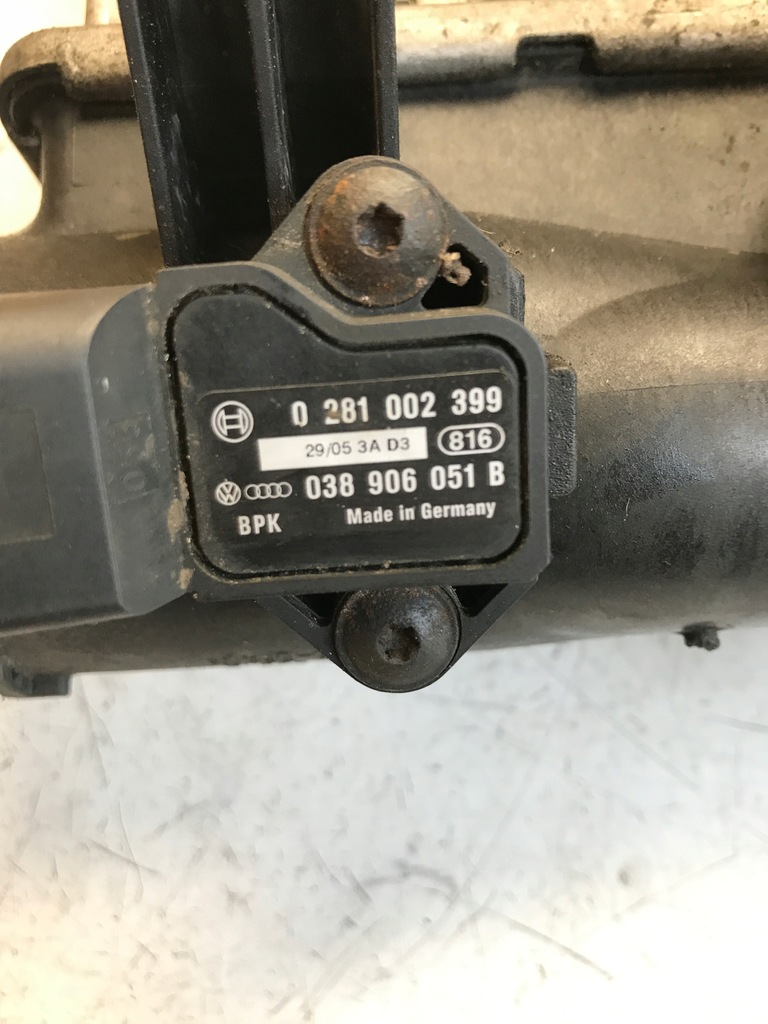 0 281 002 399
29/05 3A D3 816
038 906 051 B
BPK Made in Germany